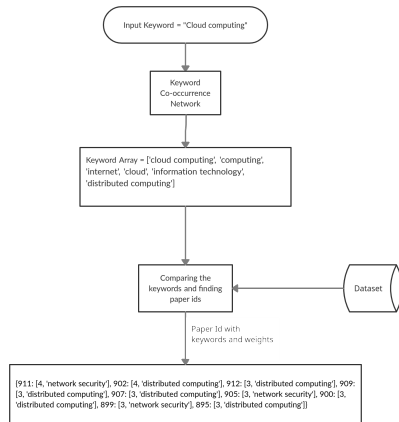 Input Keyword = "Cloud computing"
Keyword
Co-occurrence
Network
Keyword Array = ['cloud computing', 'computing',
'internet', 'cloud', 'information technology',
'distributed computing']
Comparing the
keywords and finding
paper ids
Dataset
Paper Id with
keywords and weights
{911: [4, 'network security'], 902: [4, 'distributed computing'], 912: [3, 'distributed computing'], 909:
[3, 'distributed computing'], 907: [3, 'distributed computing'], 905: [3, 'network security'], 900: [3,
'distributed computing'], 899: [3, 'network security'], 895: [3, 'distributed computing']}